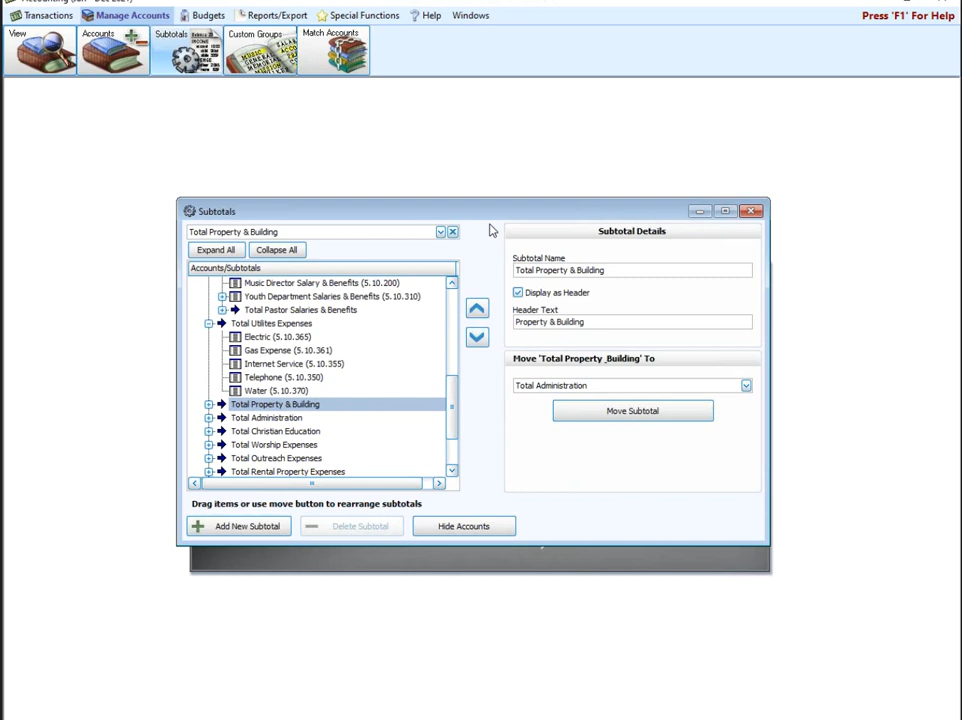 Transactions Manage Accounts Budgets Reports/Export Special Functions Help Windows Press 'F1' For Help
View Accounts Subtotals Custom Groups Match Accounts
Subtotals
Total Property & Building Subtotal Details
Expand All Collapse All
Subtotal Name
Accounts/Subtotals Total Property & Building
Music Director Salary & Benefits (5.10.200)
Display as Header
Youth Department Salaries & Benefits (5.10.310)
Total Pastor Salaries & Benefits Header Text
Total Utilites Expenses Property & Building
Electric (5.10.365)
Gas Expense (5.10.361) Move 'Total Property _Building' To
Internet Service (5.10.355)
Telephone (5.10.350) Total Administration
Water (5.10.370)
Total Property & Building Move Subtotal
Total Administration
Total Christian Education
Total Worship Expenses
Total Outreach Expenses
Total Rental Property Expenses
Drag items or use move button to rearrange subtotals
Add New Subtotal Delete Subtotal Hide Accounts